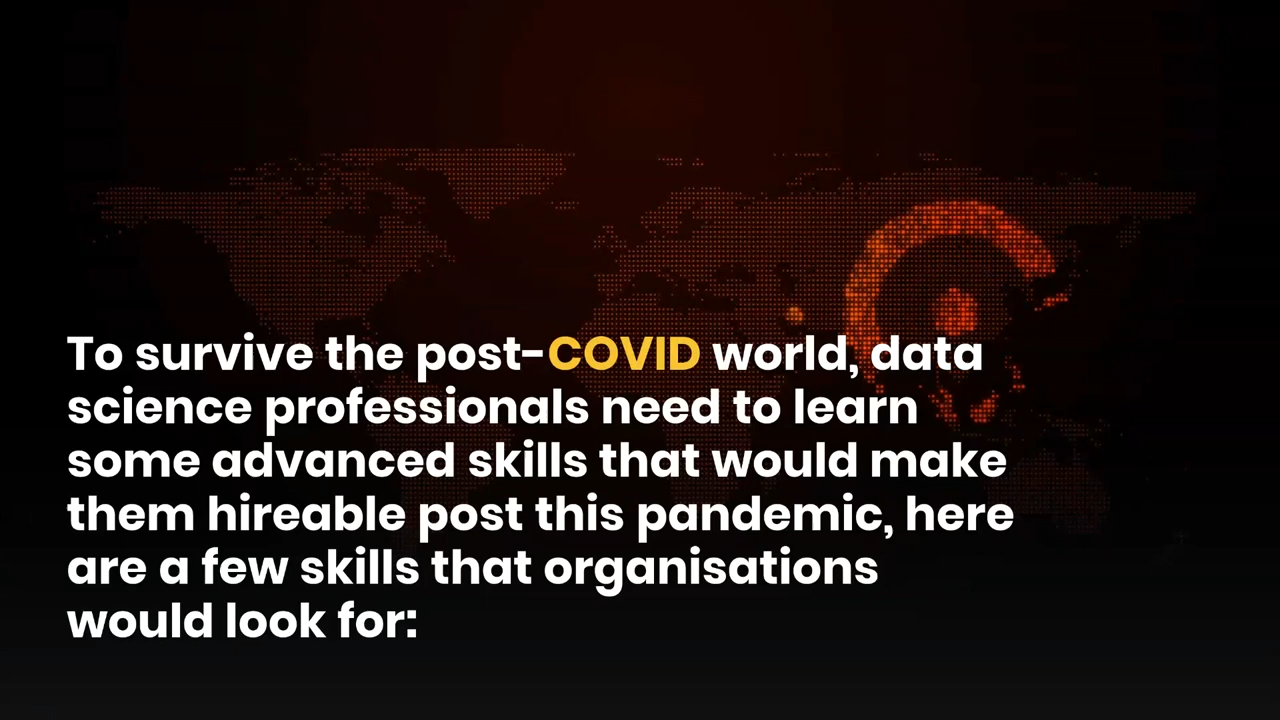 To survive the post-COVID world, data
science professionals need to learn
some advanced skills that would make
them hireable post this pandemic, here
are a few skills that organisations
would look for: